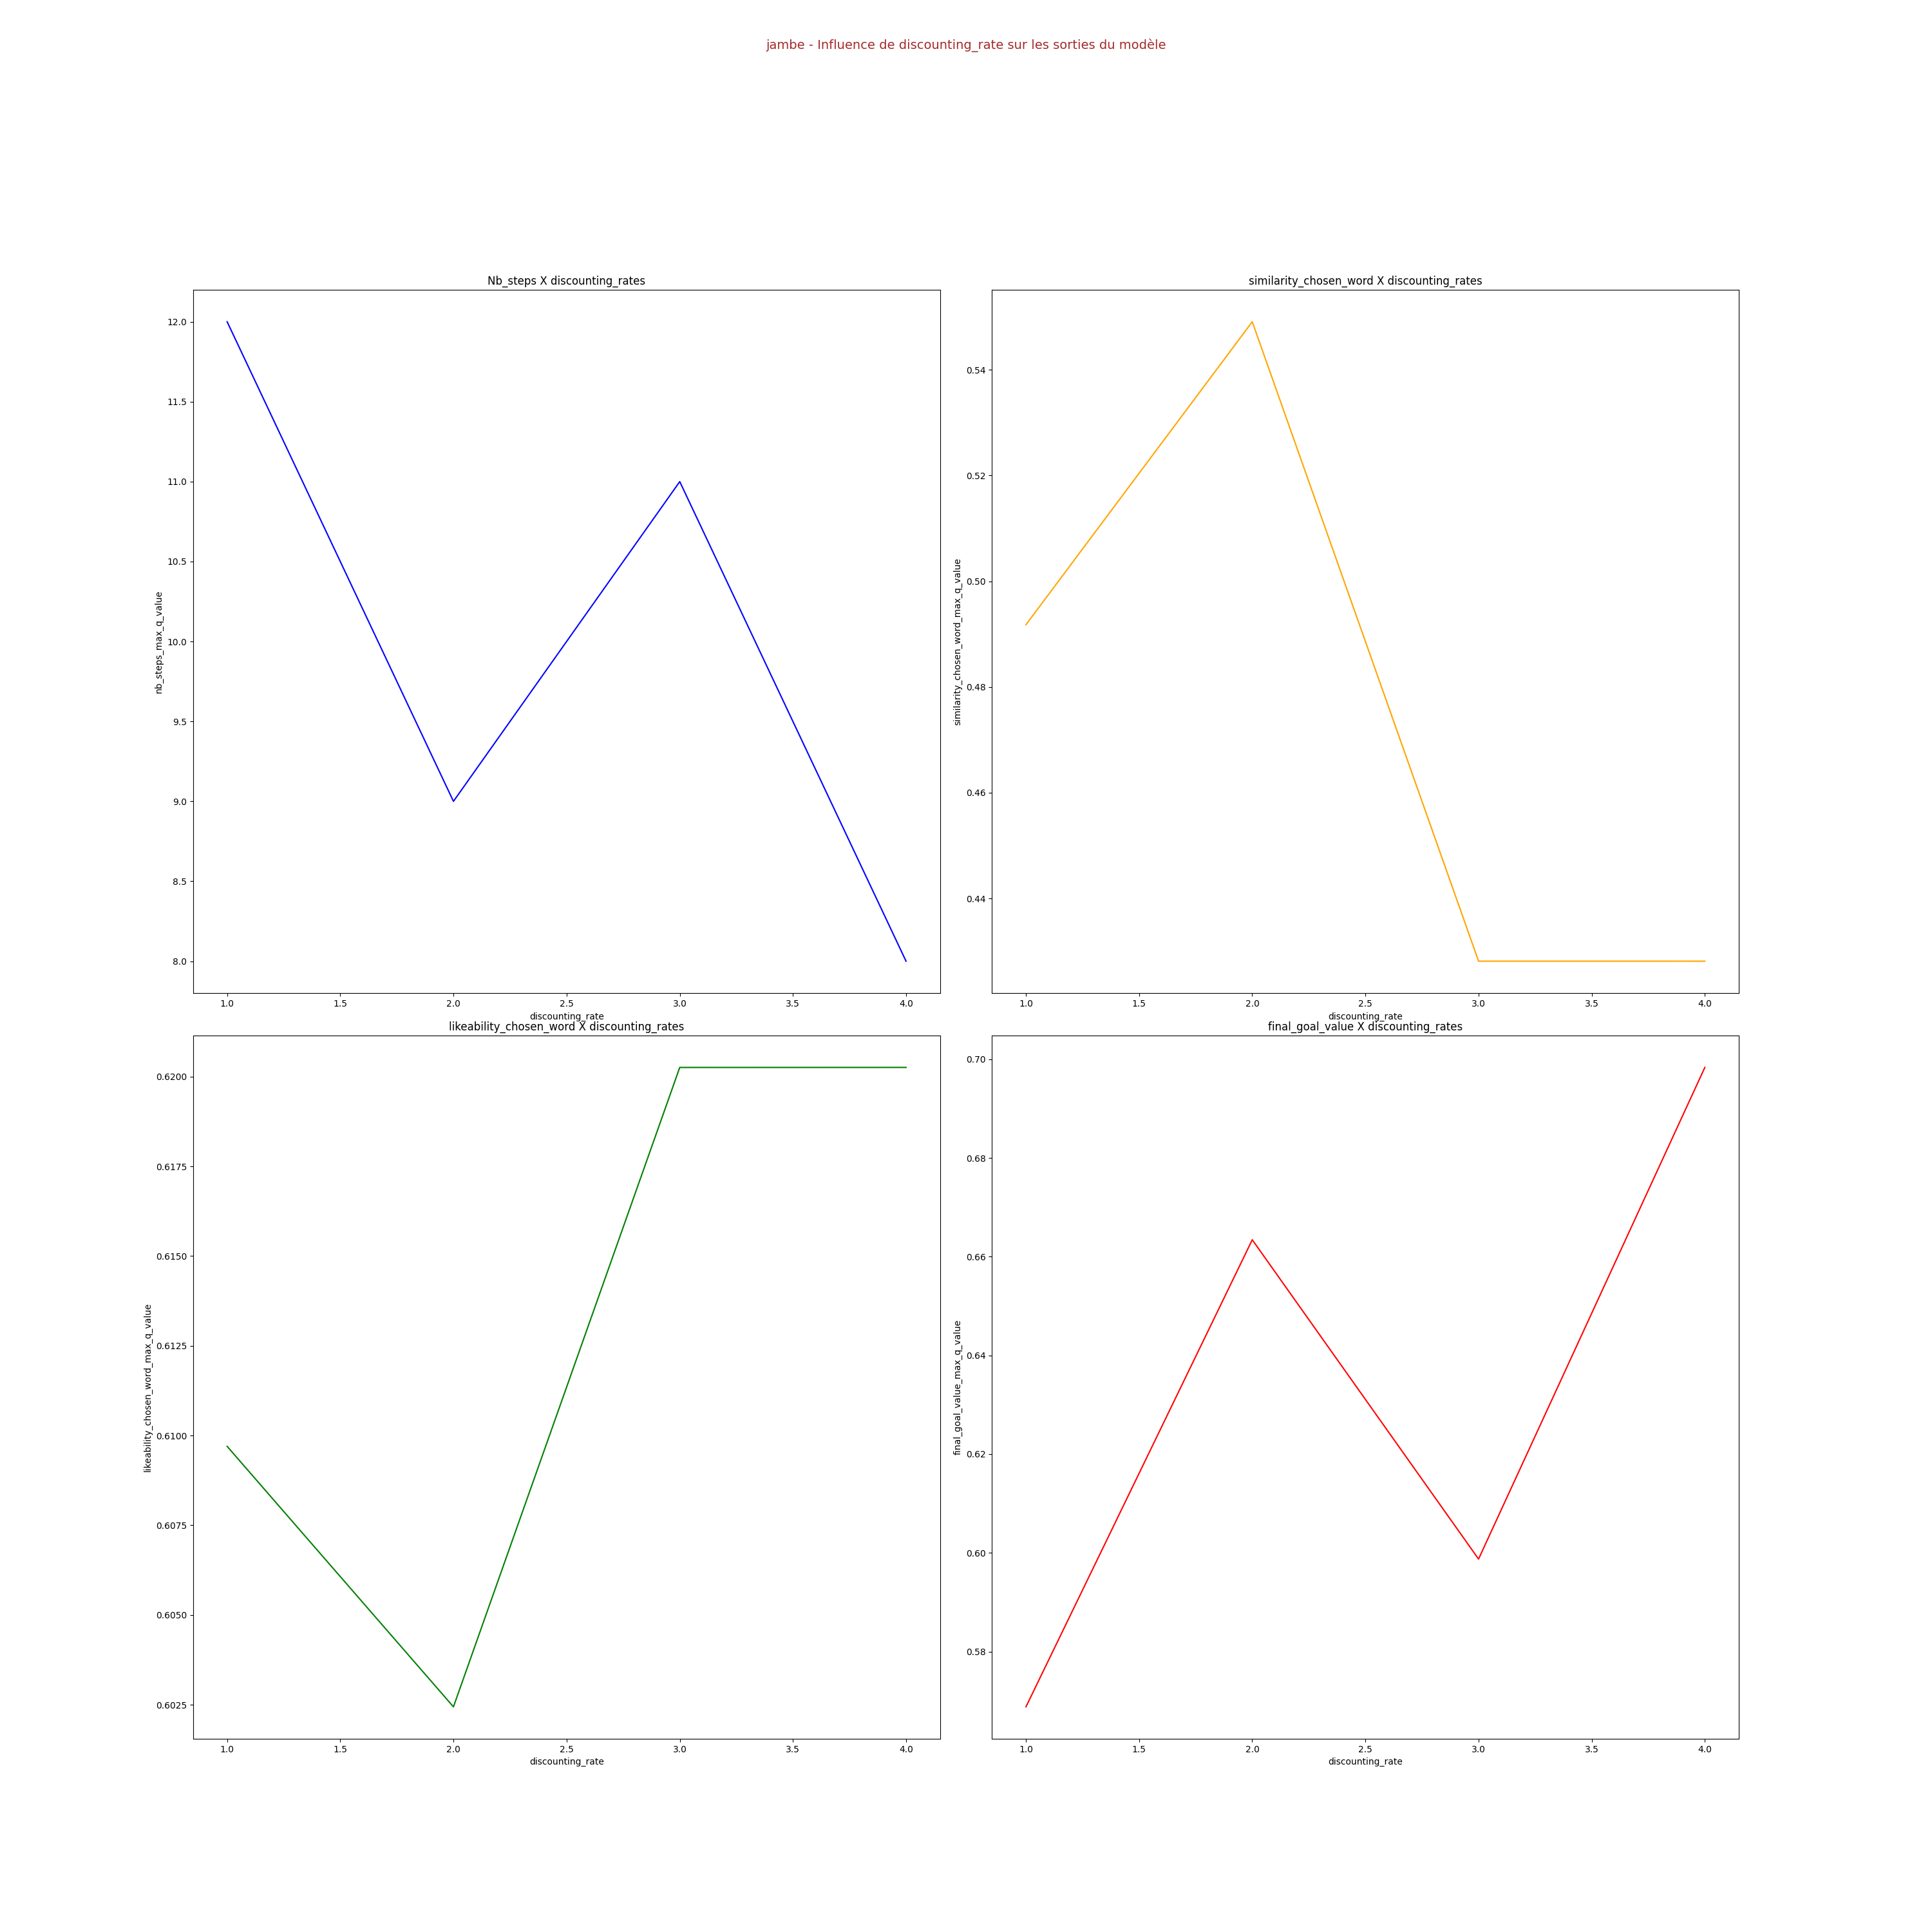 jambe - Influence de discounting_rate sur les sorties du modèle
Nb_steps X discounting_rates
12.0
11.5
11.0
10.5
10.0
9.5
9.0
8.5
8.0
nb_steps_max_q_value
1.0 1.5 2.0 2.5 3.0 3.5 4.0
discounting_rate
similarity_chosen_word X discounting_rates
0.54
0.52
0.50
0.48
0.46
0.44
similarity_chosen_word_max_q_value
1.0 1.5 2.0 2.5 3.0 3.5 4.0
discounting_rate
likeability_chosen_word X discounting_rates
0.6200
0.6175
0.6150
0.6125
0.6100
0.6075
0.6050
0.6025
likeability_chosen_word_max_q_value
1.0 1.5 2.0 2.5 3.0 3.5 4.0
discounting_rate
final_goal_value X discounting_rates
0.70
0.68
0.66
0.64
0.62
0.60
0.58
final_goal_value_max_q_value
1.0 1.5 2.0 2.5 3.0 3.5 4.0
discounting_rate